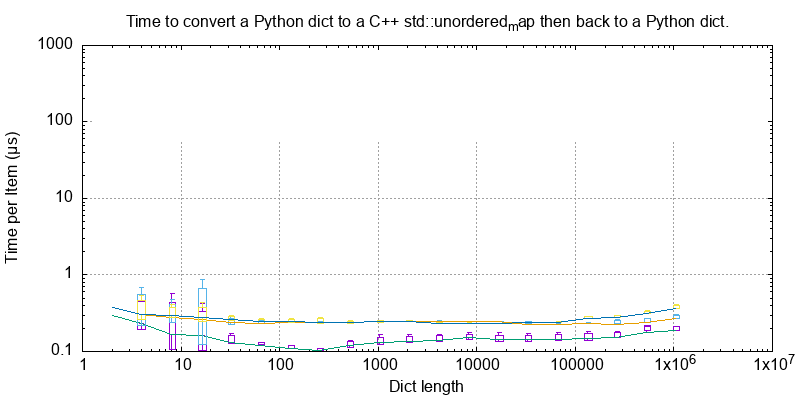 Time to convert a Python dict to a C++ std::unordered_map then back to a Python dict.
1000
100
10
1
0.1
Time per Item (µs)
1 10 100 1000 10000 100000 1x10^6 1x10^7
Dict length